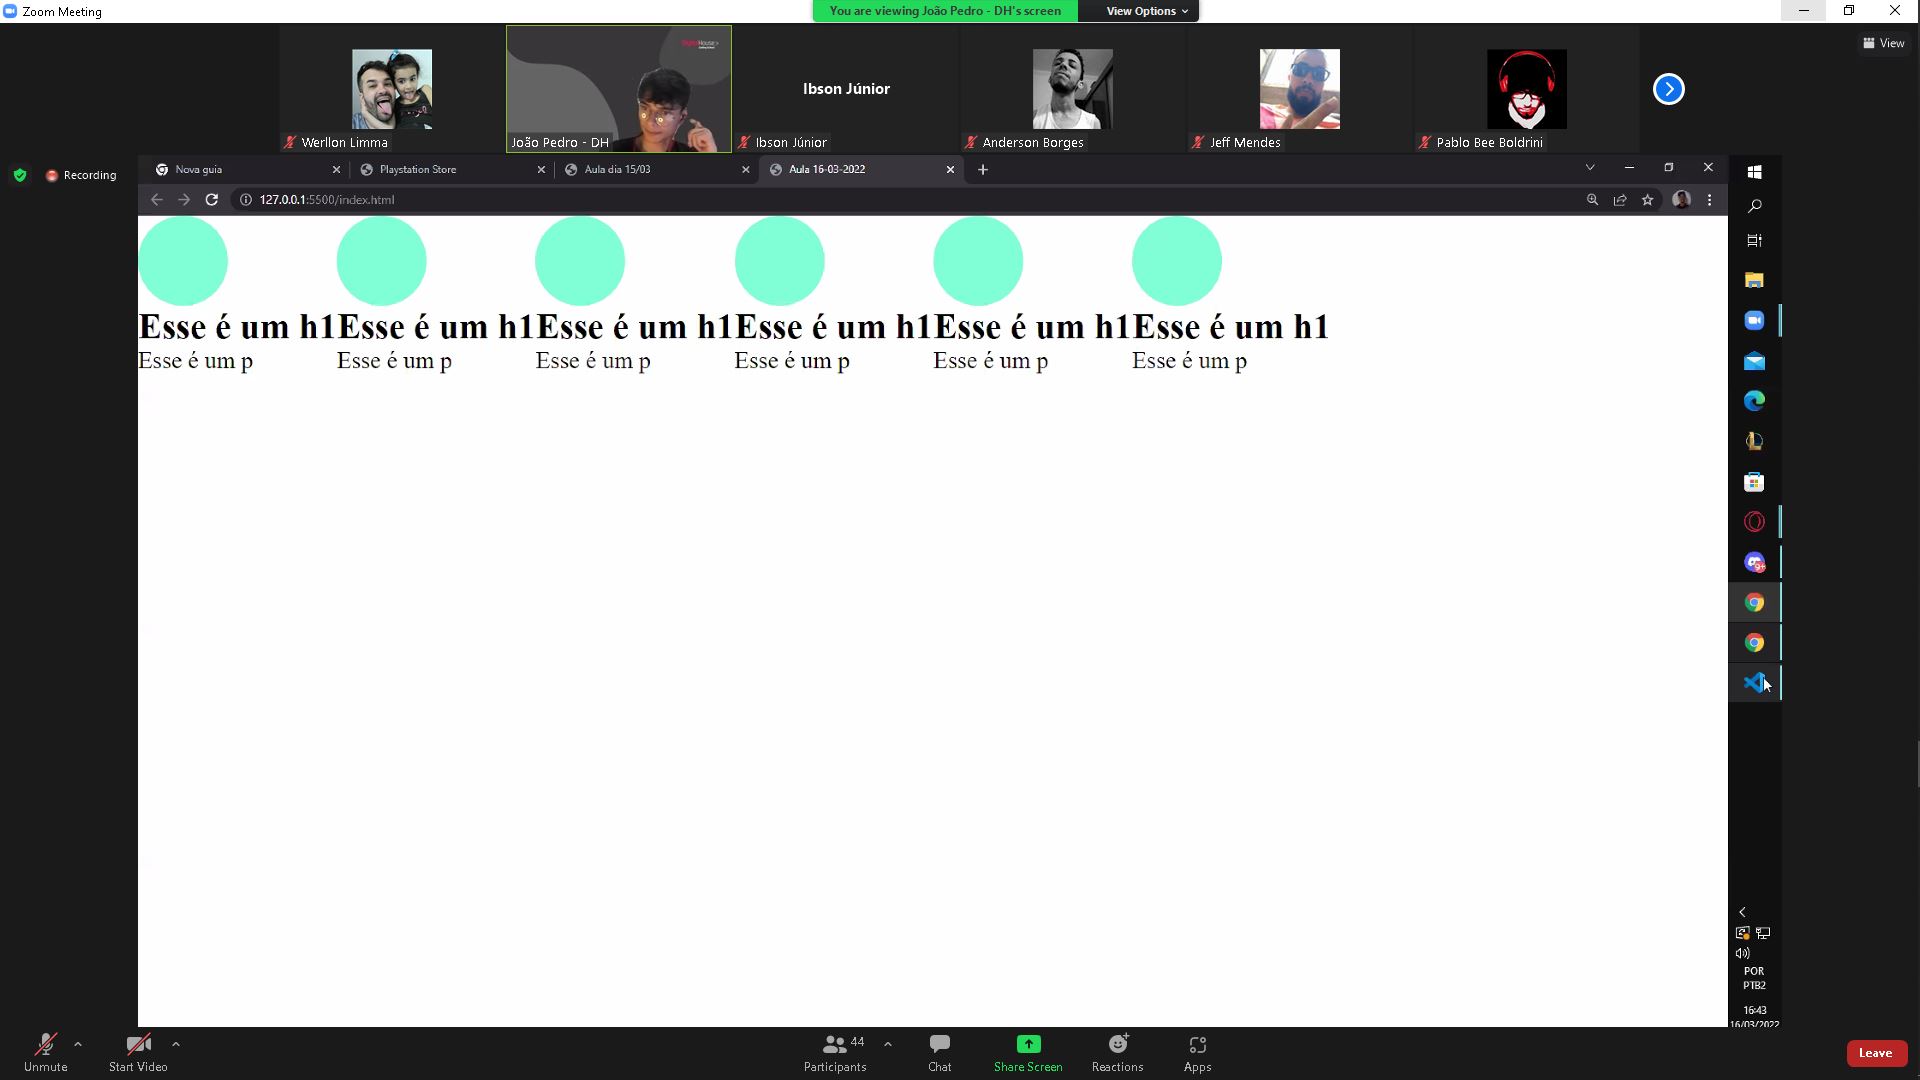 Zoom Meeting
You are viewing João Pedro - DH's screen
View Options
View
Werllon Limma
João Pedro - DH
Ibson Júnior
Ibson Júnior
Anderson Borges
Jeff Mendes
Pablo Bee Boldrini
Recording
Nova guia
Playstation Store
Aula dia 15/03
Aula 16-03-2022
127.0.0.1:5500/index.html
Esse é um h1Esse é um h1Esse é um h1Esse é um h1Esse é um h1Esse é um h1
Esse é um p Esse é um p Esse é um p Esse é um p Esse é um p Esse é um p
9+
POR
PTB2
16:43
16/03/2022
Unmute
Start Video
44
Participants
Chat
Share Screen
Reactions
Apps
Leave